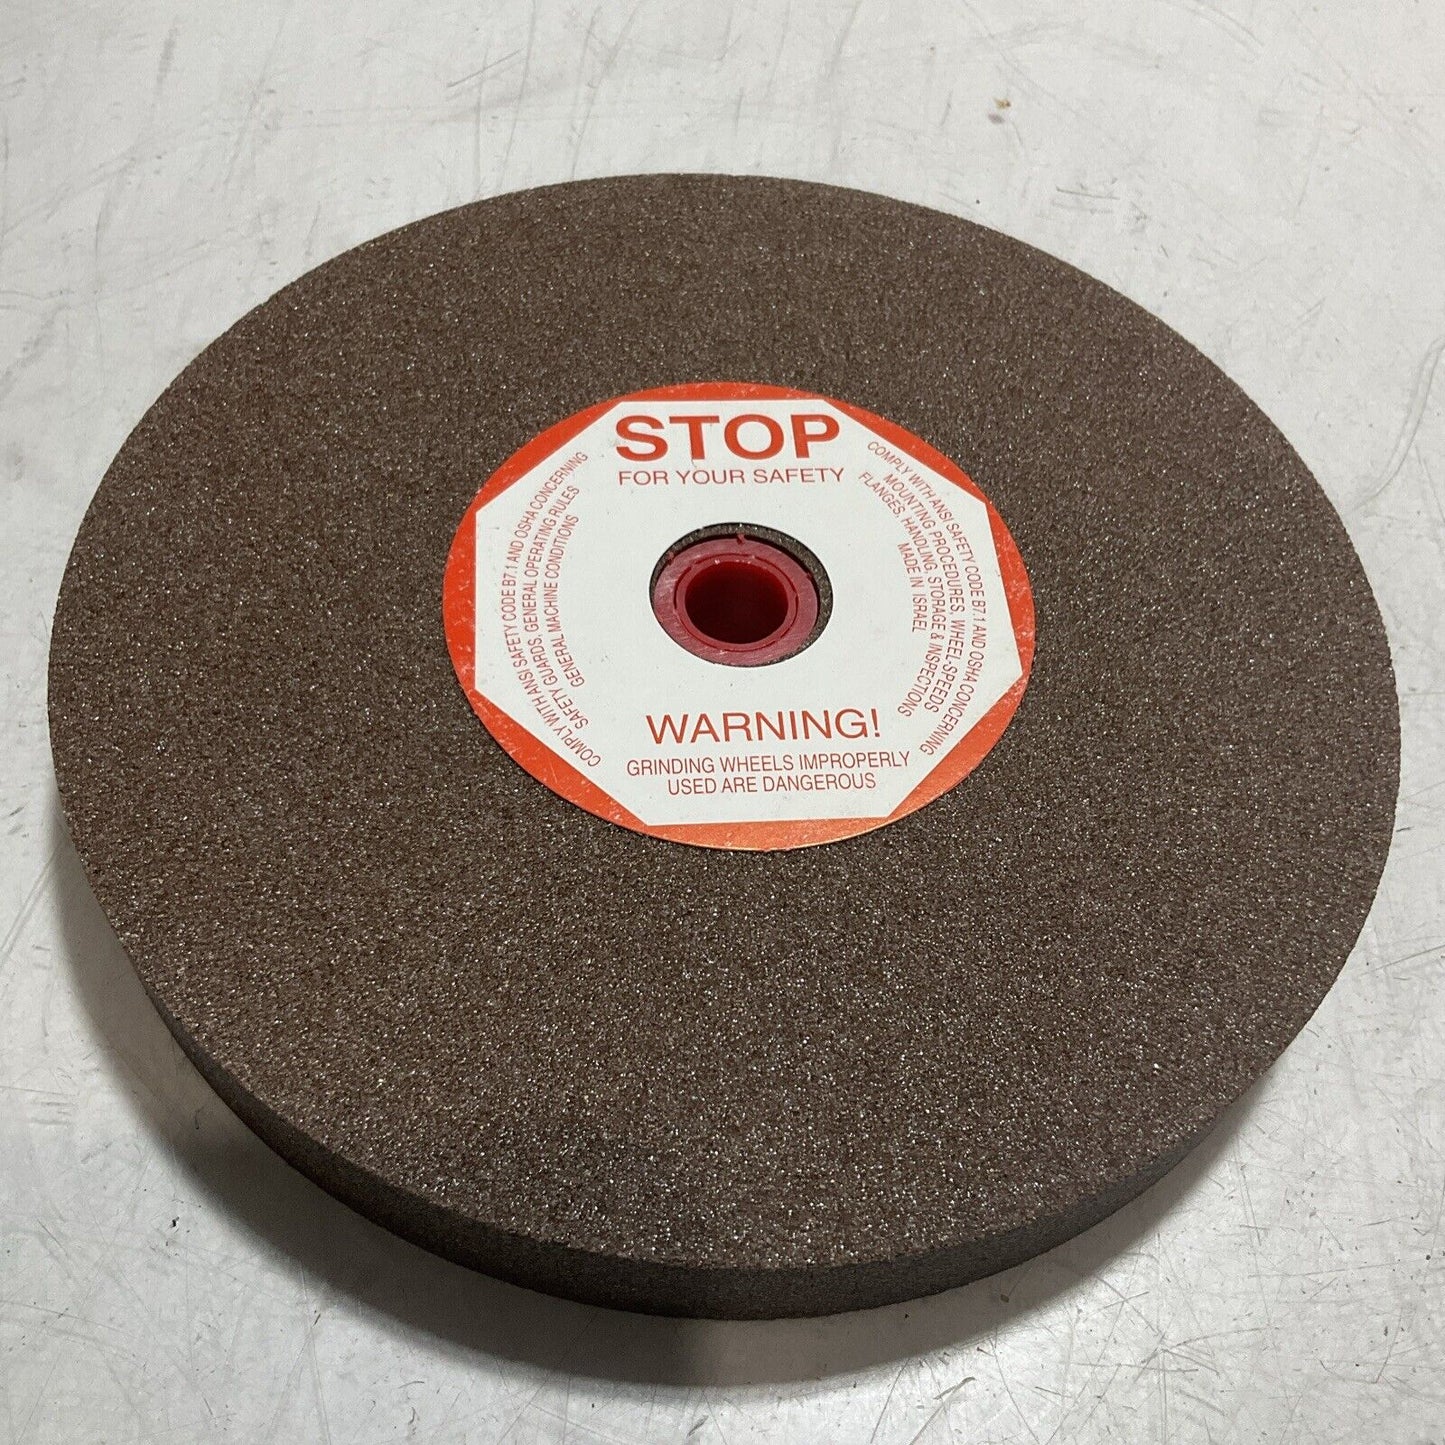 STOP
FOR YOUR SAFETY
COMPLY WITH ANSI SAFETY CODE B7.1 AND OSHA CONCERNING
SAFETY GUARDS, GENERAL OPERATING RULES
GENERAL MACHINE CONDITIONS
COMPLY WITH ANSI SAFETY CODE B7.1 AND OSHA CONCERNING
MOUNTING PROCEDURES, WHEEL-SPEEDS
FLANGES, HANDLING, STORAGE & INSPECTIONS
MADE IN ISRAEL
WARNING!
GRINDING WHEELS IMPROPERLY
USED ARE DANGEROUS